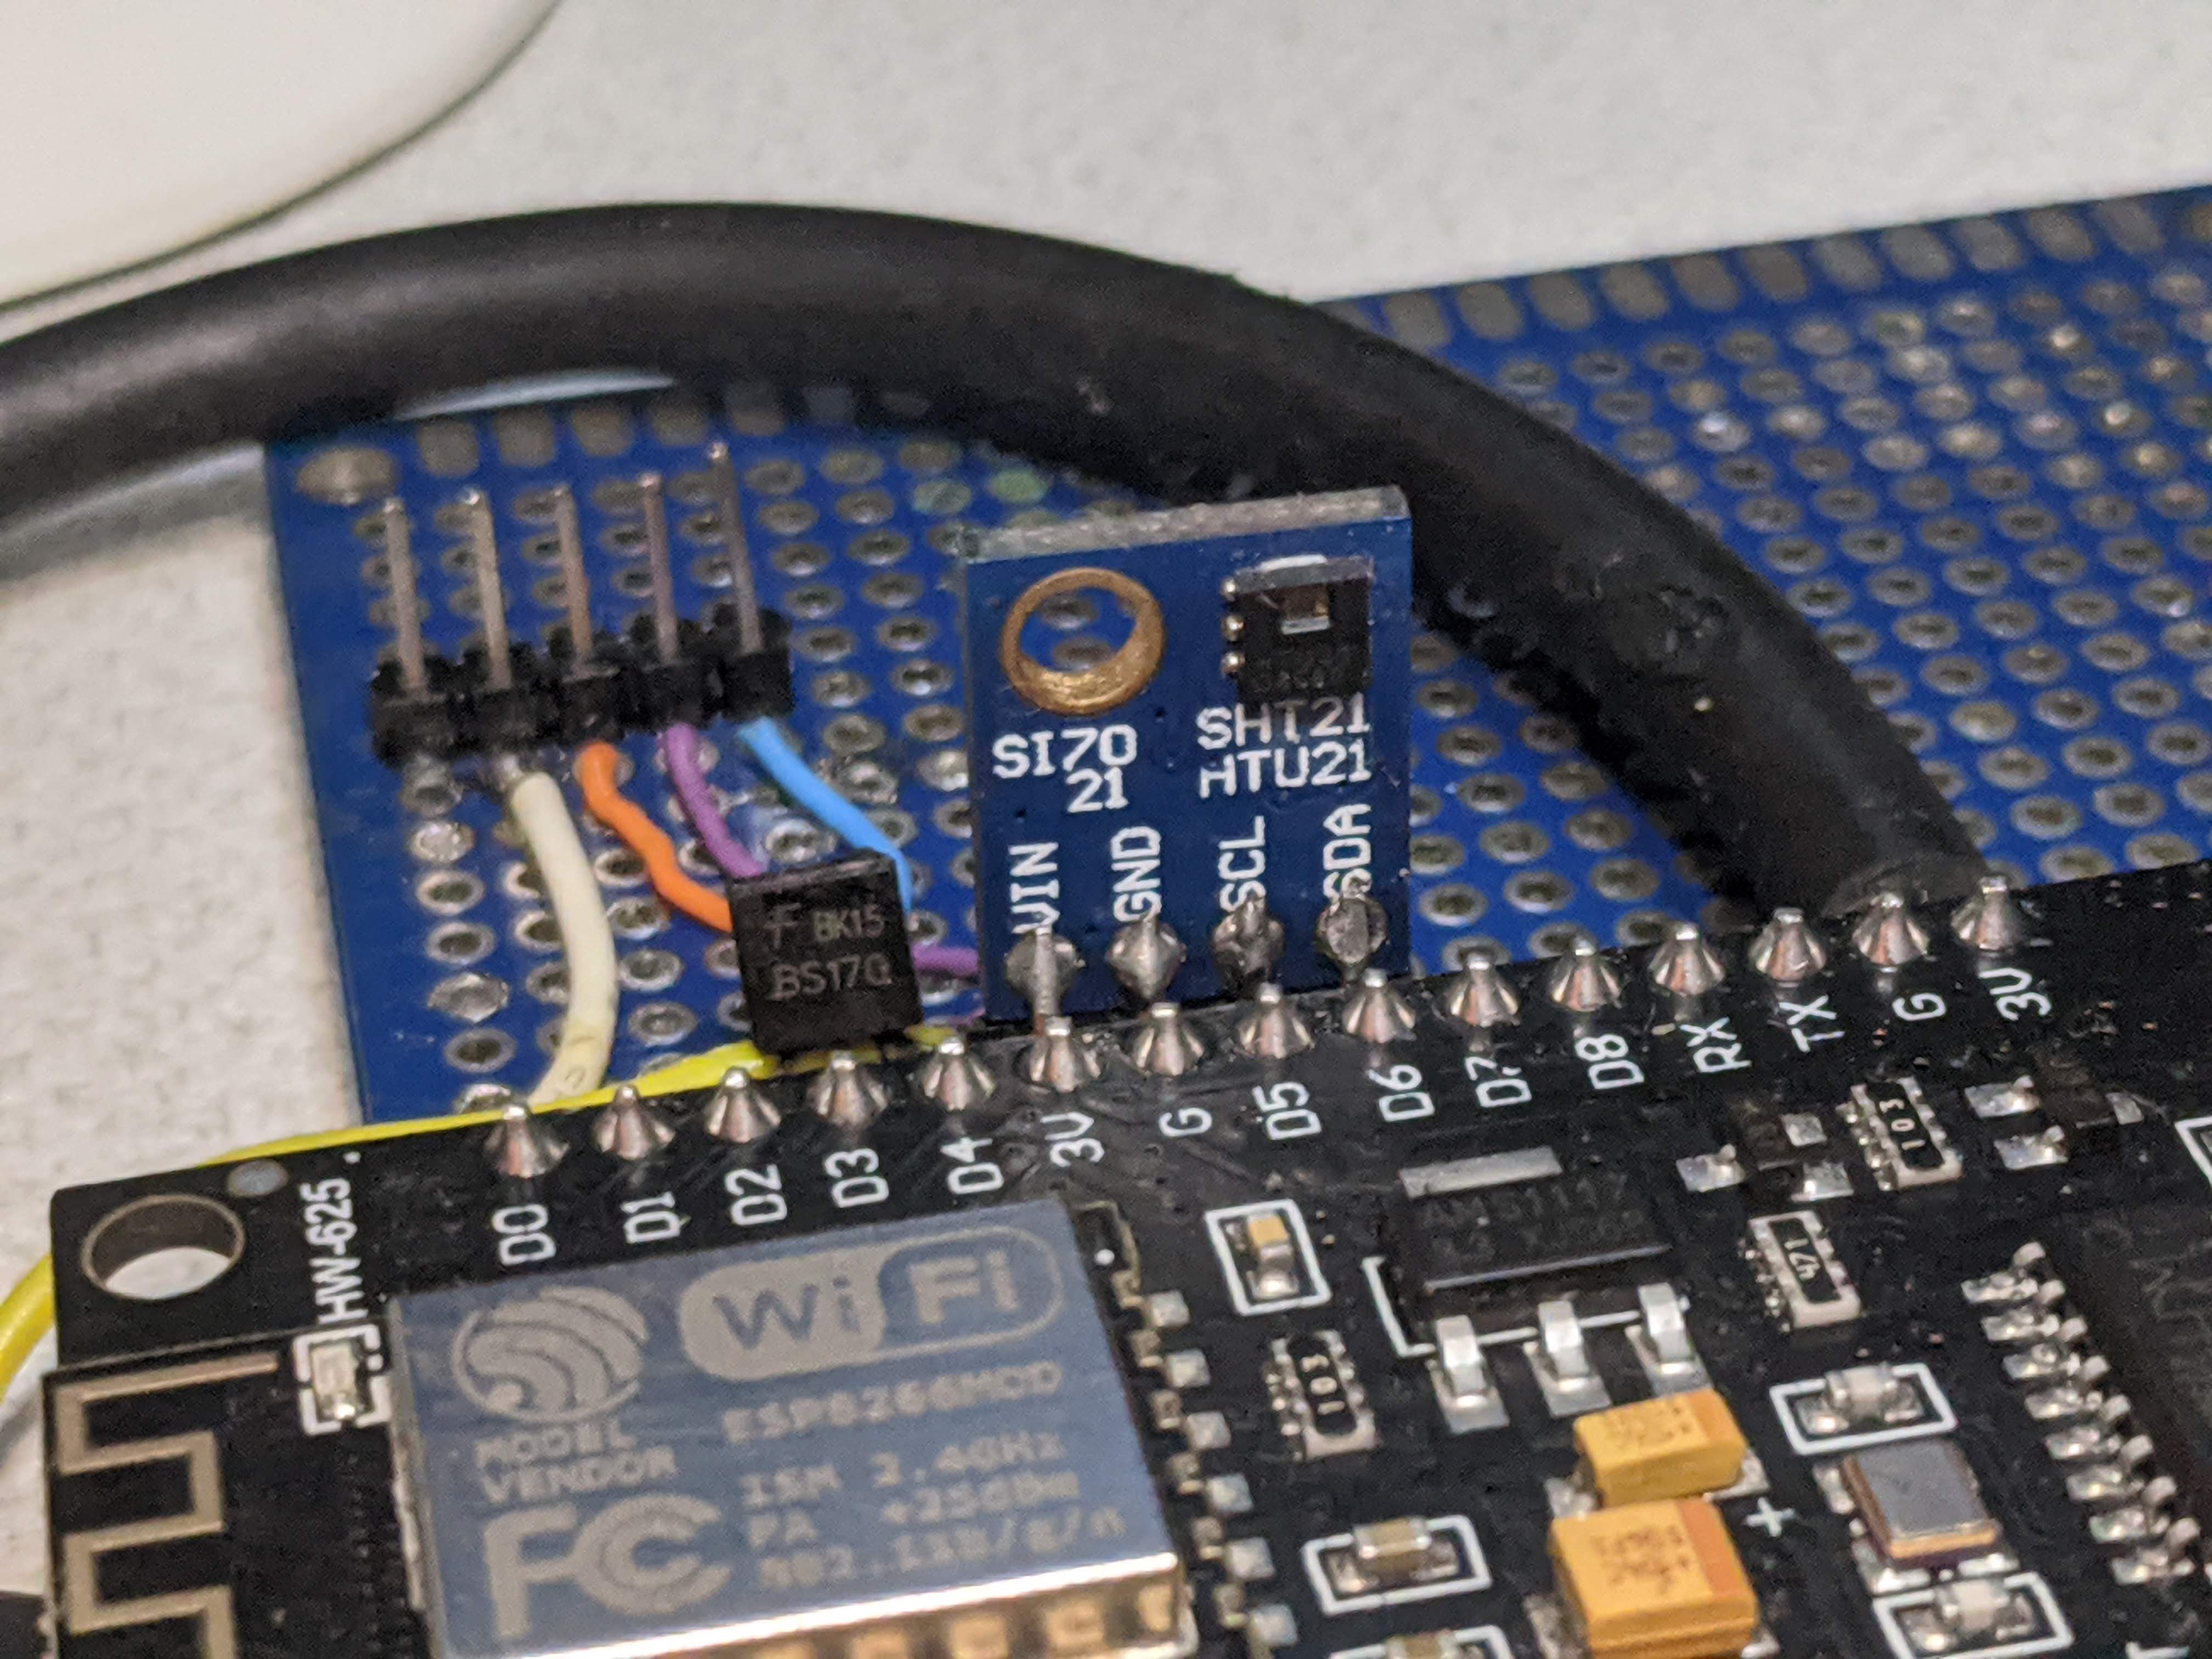 SI70
21
SHT21
HTU21
VIN
GND
SCL
SDA
BK15
BS170
D0
D1
D2
D3
D4
3V
G
D5
D6
D7
D8
RX
TX
G
3V
HW-625
WiFi
ESP8266MOD
MODEL
VENDOR
ISM 2.4GHz
PA +25dBm
802.11b/g/n
FC
AMS1117
103
103
471
+